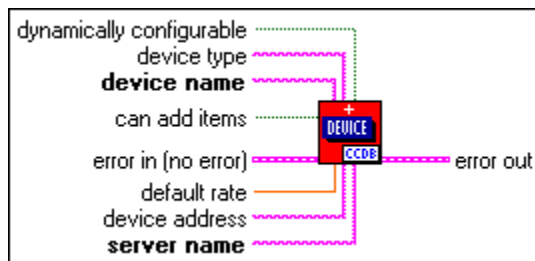 dynamically configurable
device type
device name
can add items
+
DEVICE
CCDB
error in (no error)
error out
default rate
device address
server name